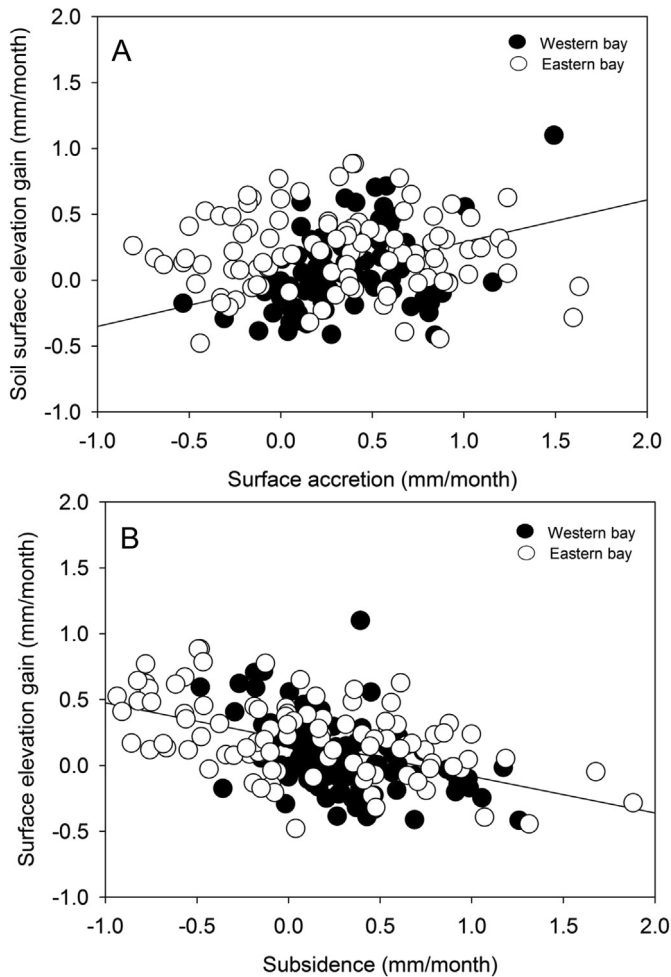 2.0
A
Western bay
Eastern bay
1.5
1.0
0.5
0.0
-0.5
-1.0
Soil surfaec elevation gain (mm/month)
-1.0 -0.5 0.0 0.5 1.0 1.5 2.0
Surface accretion (mm/month)
2.0
B
Western bay
Eastern bay
1.5
1.0
0.5
0.0
-0.5
-1.0
Surface elevation gain (mm/month)
-1.0 -0.5 0.0 0.5 1.0 1.5 2.0
Subsidence (mm/month)